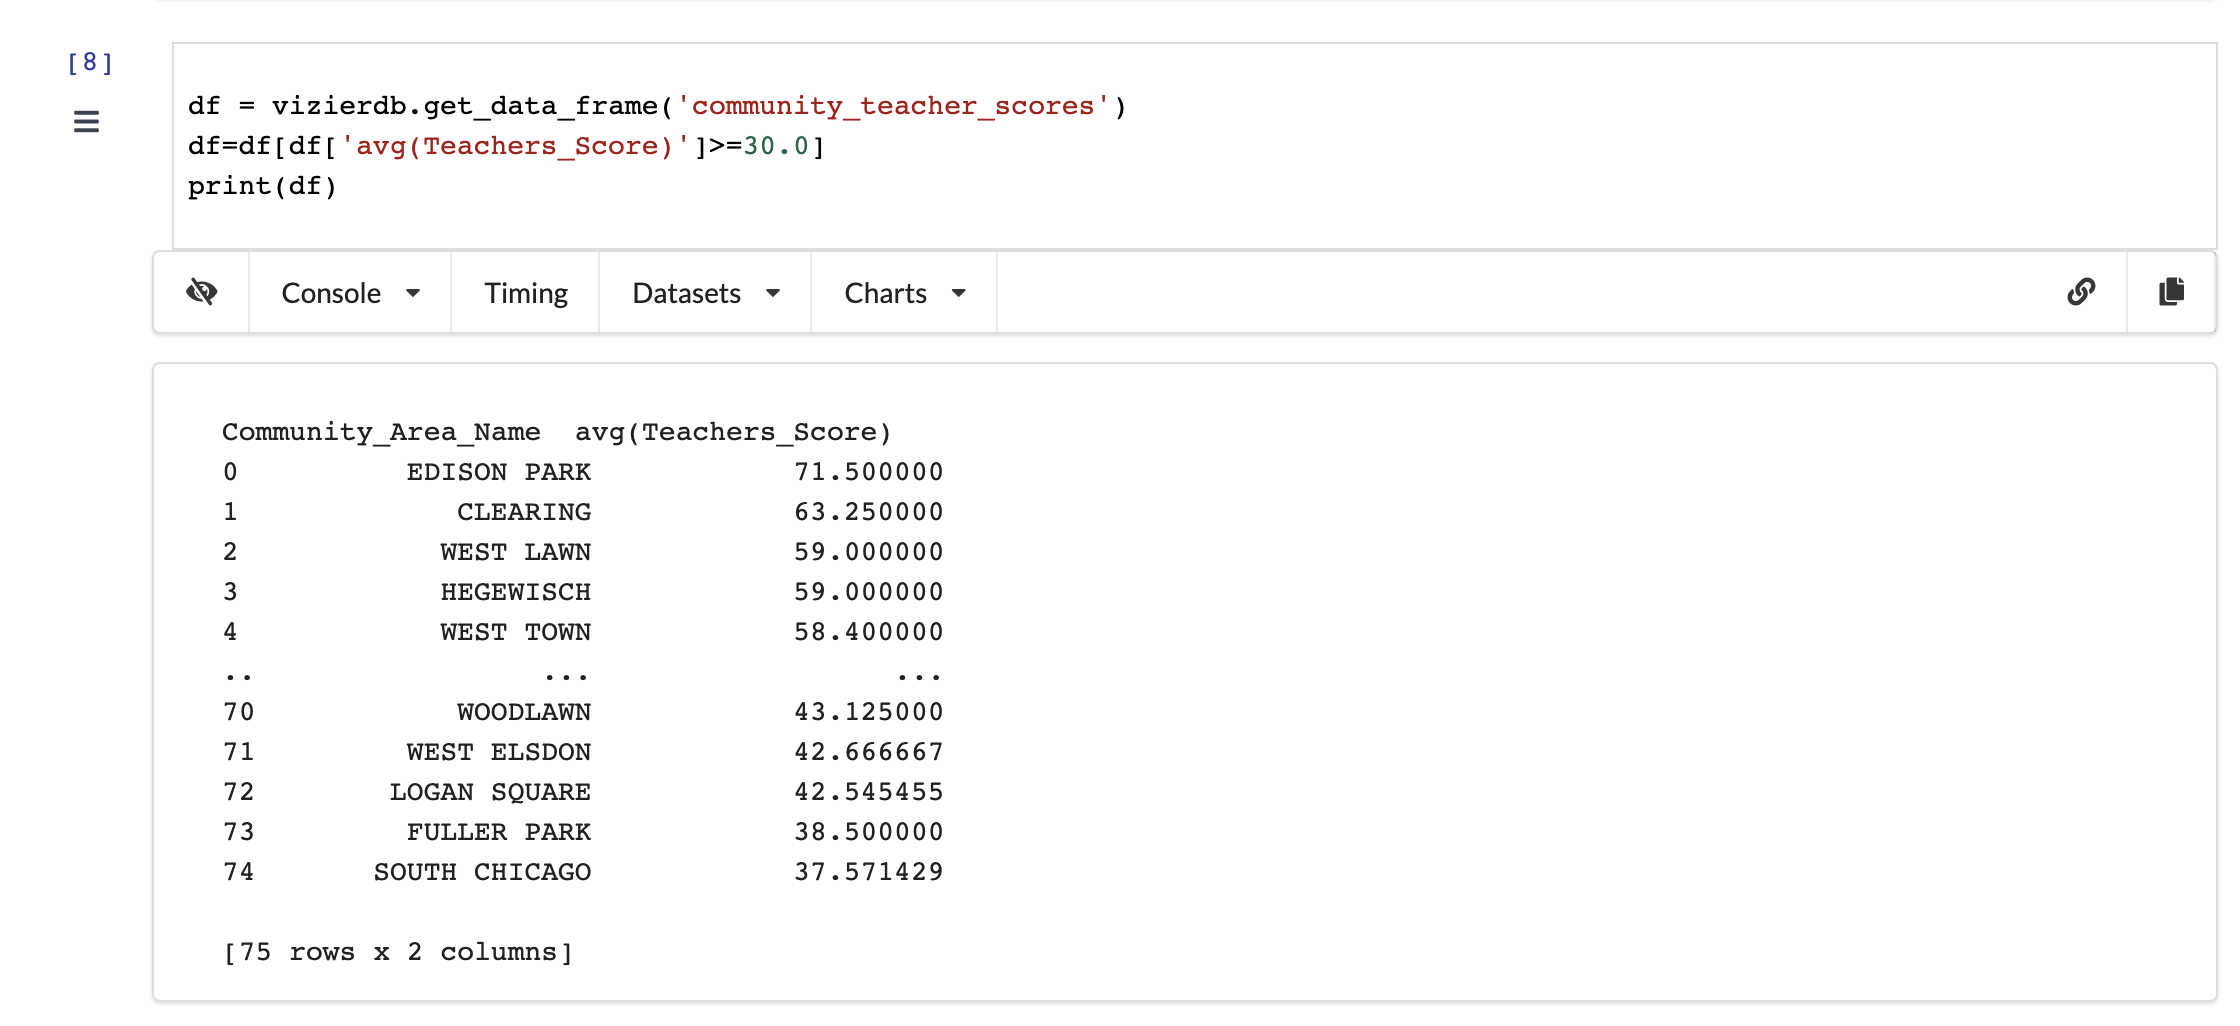 [8]
df = vizierdb.get_data_frame('community_teacher_scores')
df=df[df['avg(Teachers_Score)']>=30.0]
print(df)
Console Timing Datasets Charts
Community_Area_Name  avg(Teachers_Score)
0           EDISON PARK            71.500000
1              CLEARING            63.250000
2             WEST LAWN            59.000000
3             HEGEWISCH            59.000000
4             WEST TOWN            58.400000
..                  ...                  ...
70             WOODLAWN            43.125000
71          WEST ELSDON            42.666667
72         LOGAN SQUARE            42.545455
73          FULLER PARK            38.500000
74        SOUTH CHICAGO            37.571429
[75 rows x 2 columns]